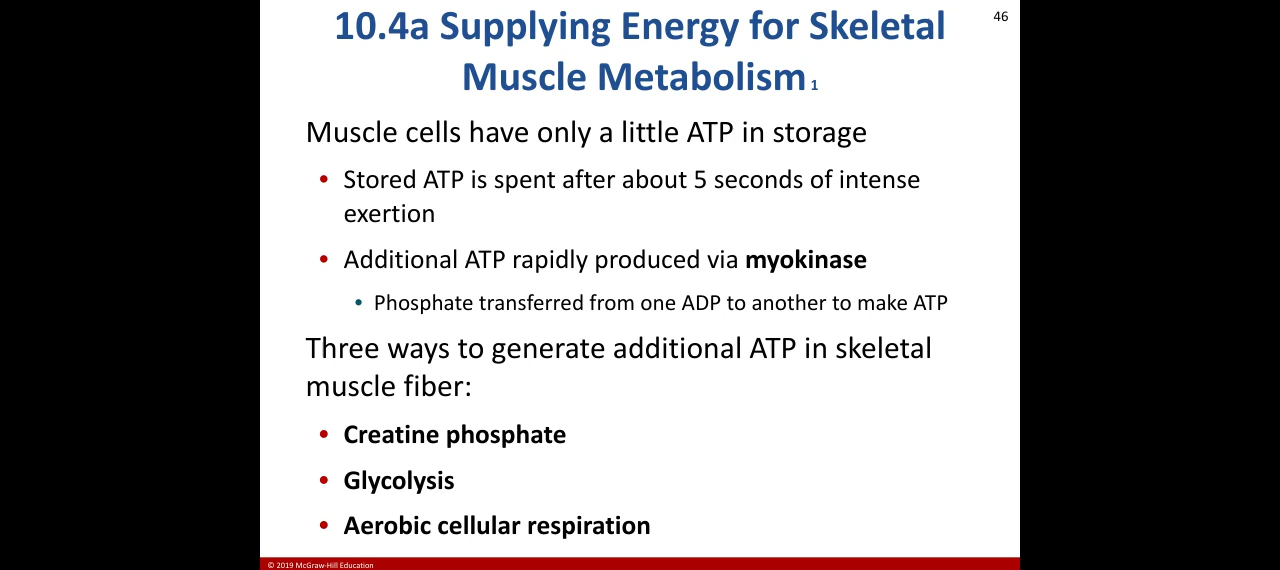 46
10.4a Supplying Energy for Skeletal
Muscle Metabolism 1
Muscle cells have only a little ATP in storage
• Stored ATP is spent after about 5 seconds of intense
exertion
• Additional ATP rapidly produced via myokinase
• Phosphate transferred from one ADP to another to make ATP
Three ways to generate additional ATP in skeletal
muscle fiber:
• Creatine phosphate
• Glycolysis
• Aerobic cellular respiration
© 2019 McGraw-Hill Education